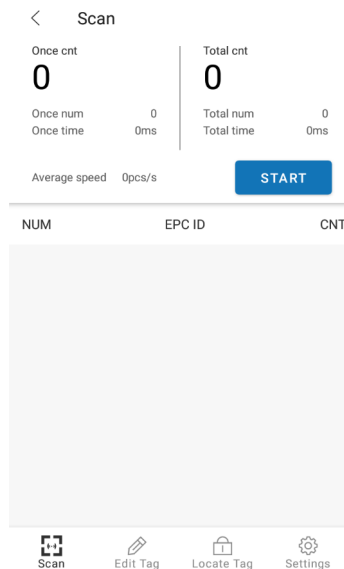 Scan
Once cnt
0
Once num 0
Once time 0ms
Total cnt
0
Total num 0
Total time 0ms
Average speed 0pcs/s
START
NUM EPC ID CNT
Scan Edit Tag Locate Tag Settings